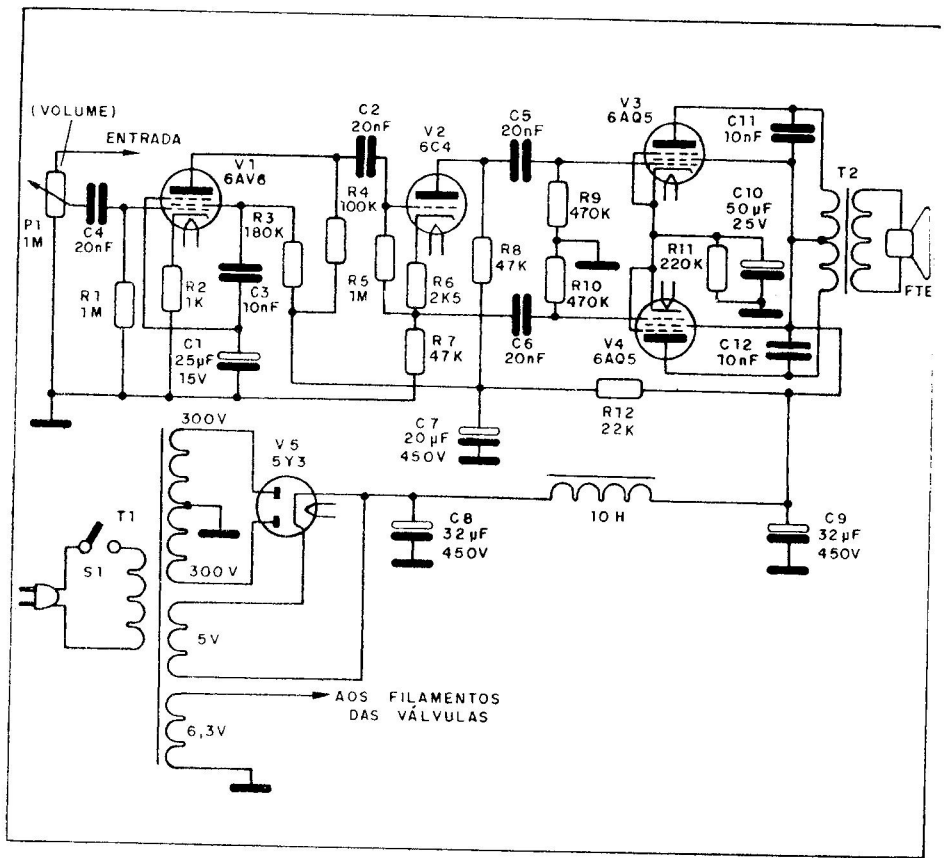 (VOLUME)
ENTRADA
P1
1M
C4
20nF
V1
6AV6
R1
1M
R2
1K
R3
180K
C3
10nF
C1
25µF
15V
C2
20nF
R4
100K
R5
1M
V2
6C4
R6
2K5
R7
47K
R8
47K
C5
20nF
C6
20nF
R9
470K
R10
470K
V3
6AQ5
V4
6AQ5
R11
220K
C10
50µF
25V
C11
10nF
C12
10nF
T2
FTE
R12
22K
C7
20µF
450V
300V
300V
V5
5Y3
T1
S1
5V
6,3V
C8
32µF
450V
10H
C9
32µF
450V
AOS FILAMENTOS
DAS VÁLVULAS